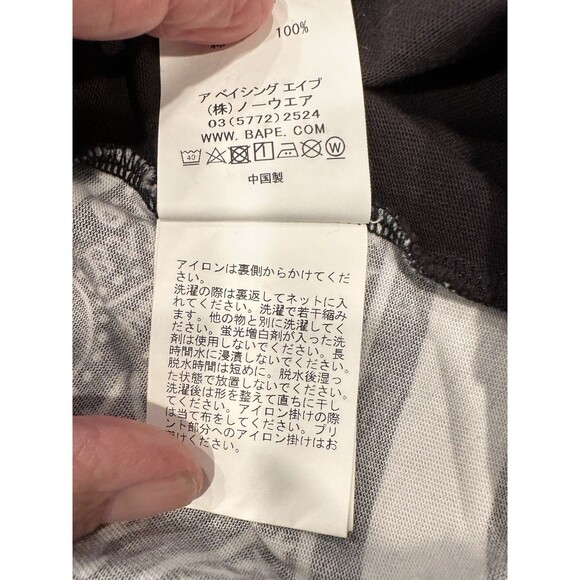 100%
ア ベイシング エイプ
(株) ノーウエア
03(5772)2524
WWW. BAPE. COM
40
W
中国製
アイロンは裏側からかけてくだ
さい。
洗濯の際は裏返してネットに入
れてください。洗濯で若干縮み
ます。他の物と別に洗濯してく
ださい。蛍光増白剤が入った洗
剤は使用しないでください。長
時間水に浸漬しないでください。
脱水時間は短めに。脱水後湿っ
た状態で放置しないでください。
洗濯後は形を整えて直ちに干し
てください。アイロン掛けの際
は当て布をしてください。プリ
ント部分へのアイロン掛けはお
けください。